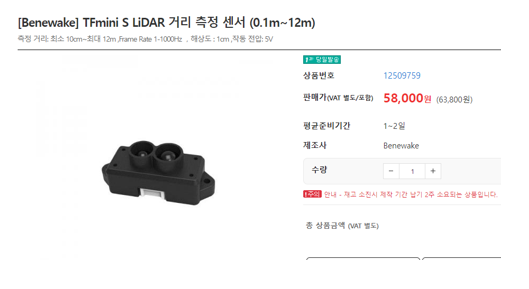 [Benewake] TFmini S LiDAR 거리 측정 센서 (0.1m~12m)
측정 거리: 최소 10cm~최대 12m ,Frame Rate 1-1000Hz , 해상도 : 1cm ,작동 전압: 5V
당일발송
상품번호 12509759
판매가(VAT 별도/포함) 58,000원 (63,800원)
평균준비기간 1~2일
제조사 Benewake
수량 − 1 +
!주의 안내 - 재고 소진시 제작 기간 납기 2주 소요되는 상품입니다.
총 상품금액 (VAT 별도)